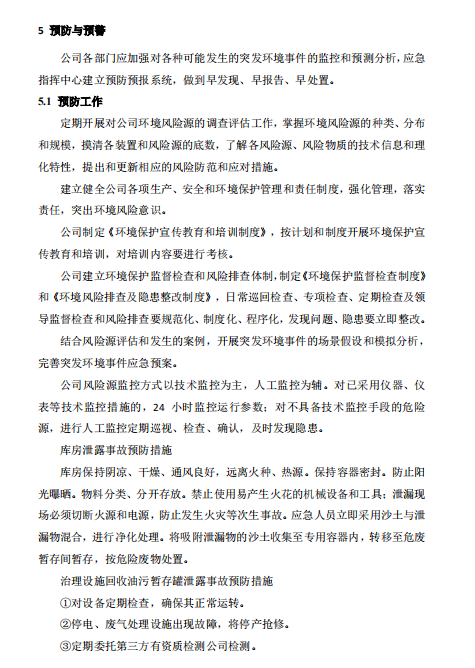 5 预防与预警
公司各部门应加强对各种可能发生的突发环境事件的监控和预测分析，应急
指挥中心建立预防预报系统，做到早发现、早报告、早处置。
5.1 预防工作
定期开展对公司环境风险源的调查评估工作，掌握环境风险源的种类、分布
和规模，摸清各装置和风险源的底数，了解各风险源、风险物质的技术信息和理
化特性，提出和更新相应的风险防范和应对措施。
建立健全公司各项生产、安全和环境保护管理和责任制度，强化管理，落实
责任，突出环境风险意识。
公司制定《环境保护宣传教育和培训制度》，按计划和制度开展环境保护宣
传教育和培训，对培训内容要进行考核。
公司建立环境保护监督检查和风险排查体制，制定《环境保护监督检查制度》
和《环境风险排查及隐患整改制度》，日常巡回检查、专项检查、定期检查及领
导监督检查和风险排查要规范化、制度化、程序化，发现问题、隐患要立即整改。
结合风险源评估和发生的案例，开展突发环境事件的场景假设和模拟分析，
完善突发环境事件应急预案。
公司风险源监控方式以技术监控为主，人工监控为辅。对已采用仪器、仪
表等技术监控措施的，24 小时监控运行参数；对不具备技术监控手段的危险
源，进行人工监控定期巡视、检查、确认，及时发现隐患。
库房泄露事故预防措施
库房保持阴凉、干燥、通风良好，远离火种、热源。保持容器密封。防止阳
光曝晒。物料分类、分开存放。禁止使用易产生火花的机械设备和工具；泄漏现
场必须切断火源和电源，防止发生火灾等次生事故。应急人员立即采用沙土与泄
漏物混合，进行净化处理。将吸附泄漏物的沙土收集至专用容器内，转移至危废
暂存间暂存，按危险废物处置。
治理设施回收油污暂存罐泄露事故预防措施
①对设备定期检查，确保其正常运转。
②停电、废气处理设施出现故障，将停产抢修。
③定期委托第三方有资质检测公司检测。